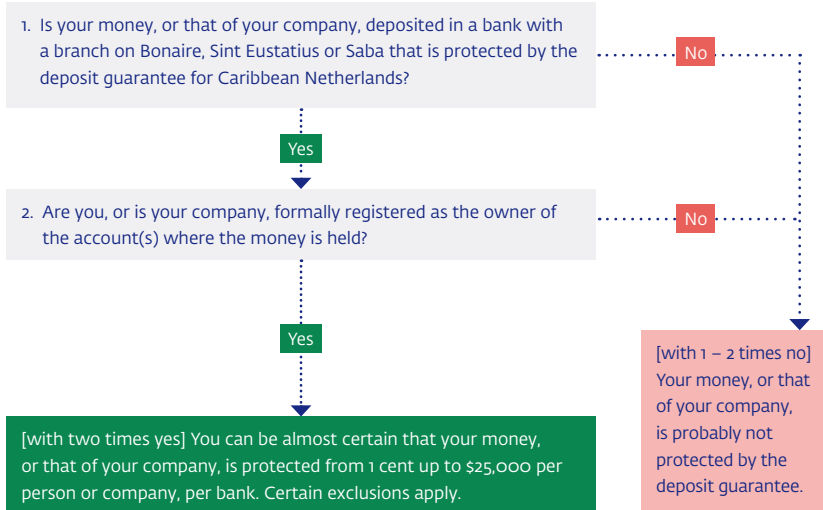 1. Is your money, or that of your company, deposited in a bank with
a branch on Bonaire, Sint Eustatius or Saba that is protected by the
deposit guarantee for Caribbean Netherlands?
No
Yes
2. Are you, or is your company, formally registered as the owner of
the account(s) where the money is held?
No
Yes
[with two times yes] You can be almost certain that your money,
or that of your company, is protected from 1 cent up to $25,000 per
person or company, per bank. Certain exclusions apply.
[with 1 – 2 times no]
Your money, or that
of your company,
is probably not
protected by the
deposit guarantee.